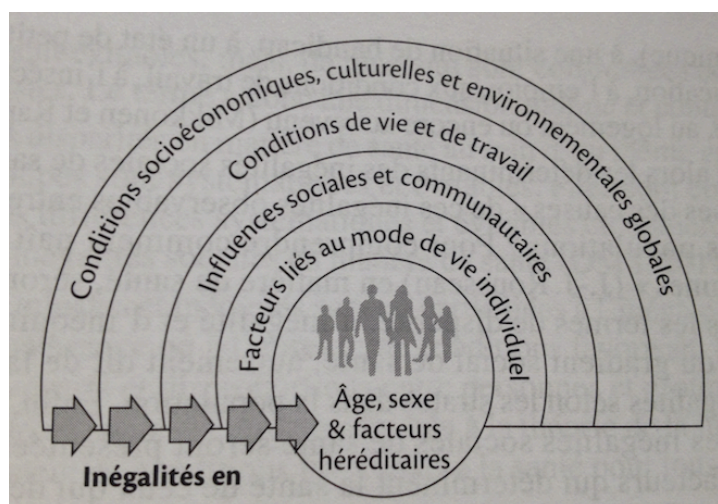 Conditions socioéconomiques, culturelles et environnementales globales
Conditions de vie et de travail
Influences sociales et communautaires
Facteurs liés au mode de vie individuel
Âge, sexe
& facteurs
héréditaires
Inégalités en